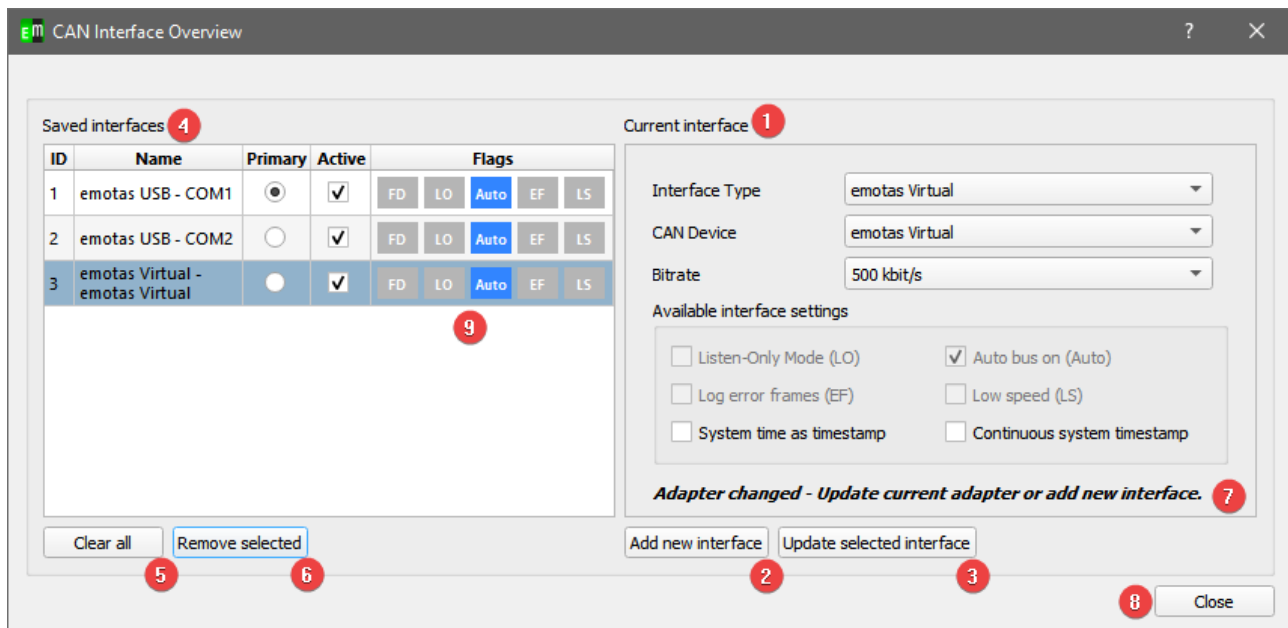 Em CAN Interface Overview ? ×
Saved interfaces 4
ID Name Primary Active Flags
1 emotas USB - COM1 FD LO Auto EF LS
2 emotas USB - COM2 FD LO Auto EF LS
3 emotas Virtual -
emotas Virtual FD LO Auto EF LS
9
Clear all Remove selected
5 6
Current interface 1
Interface Type emotas Virtual
CAN Device emotas Virtual
Bitrate 500 kbit/s
Available interface settings
Listen-Only Mode (LO) Auto bus on (Auto)
Log error frames (EF) Low speed (LS)
System time as timestamp Continuous system timestamp
Adapter changed - Update current adapter or add new interface. 7
Add new interface Update selected interface
2 3
8 Close